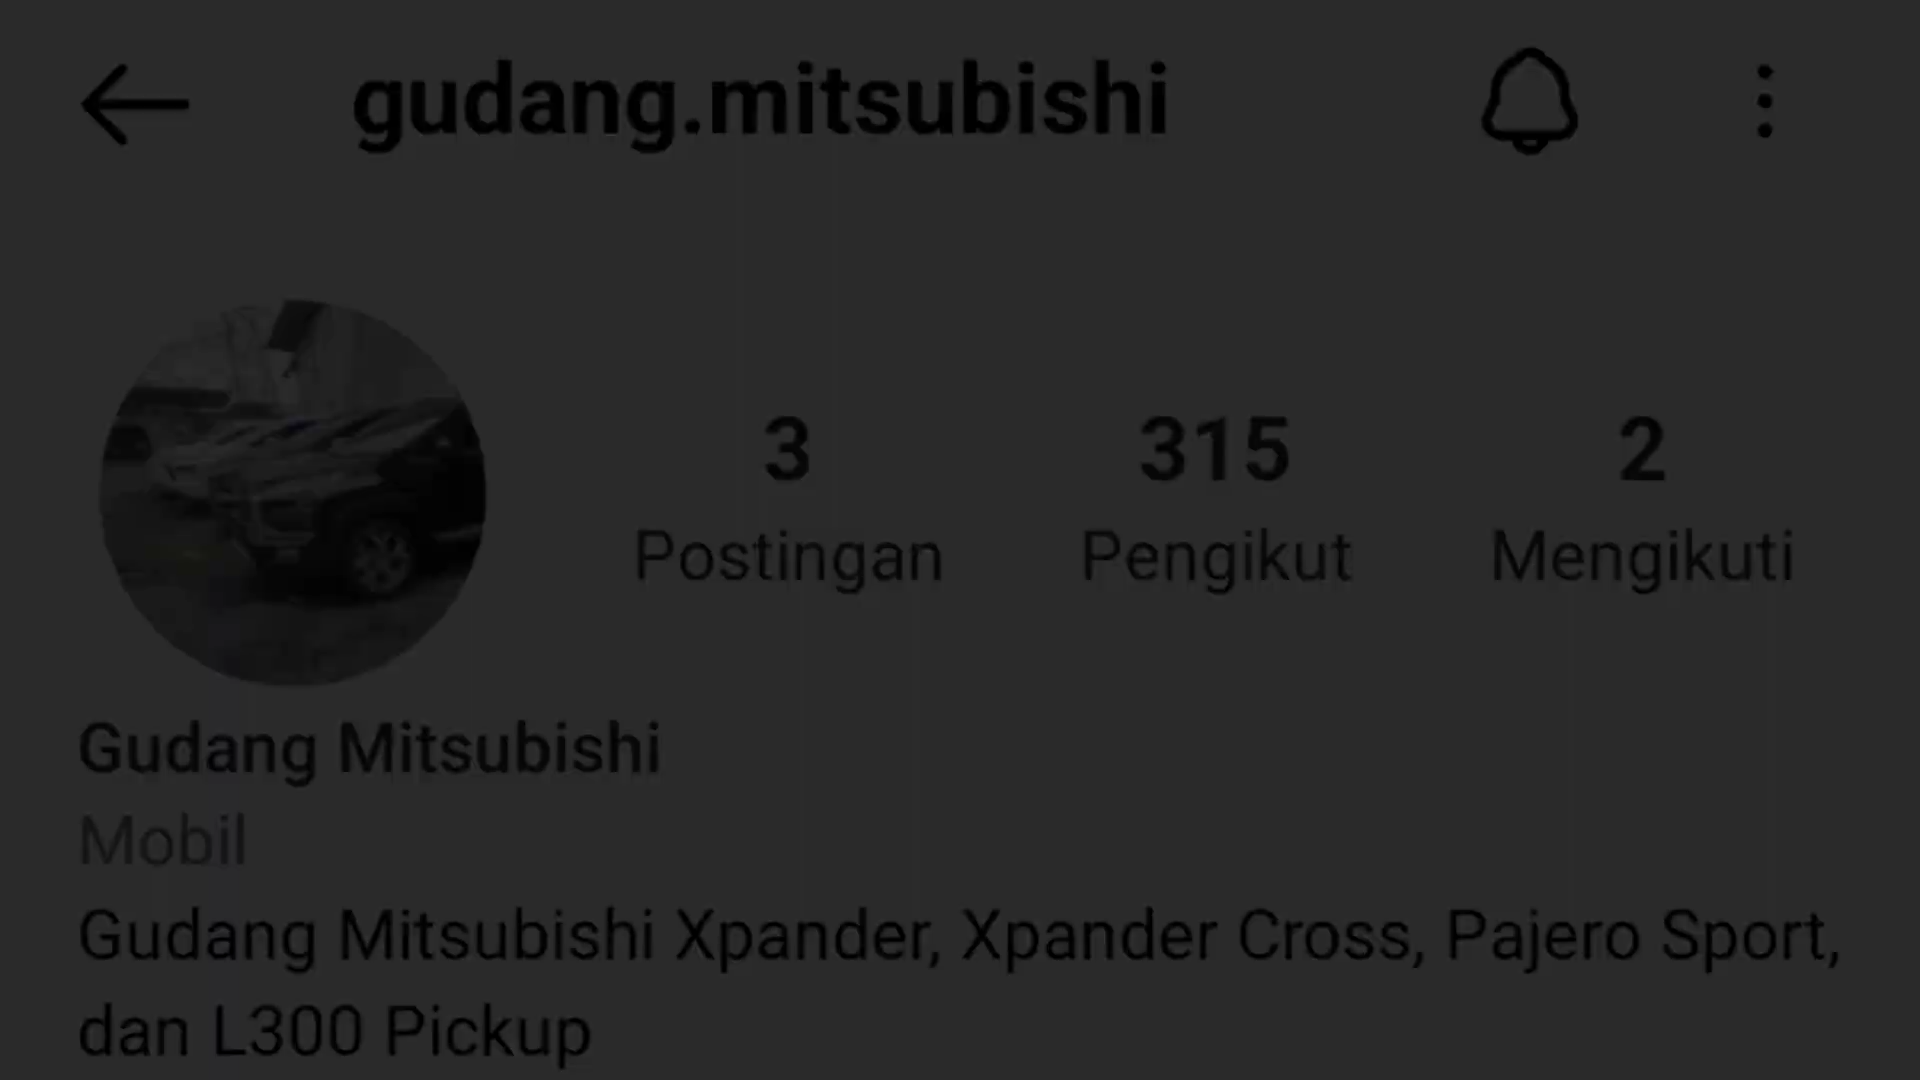 gudang.mitsubishi
3
315
2
Postingan
Pengikut
Mengikuti
Gudang Mitsubishi
Mobil
Gudang Mitsubishi Xpander, Xpander Cross, Pajero Sport,
dan L300 Pickup